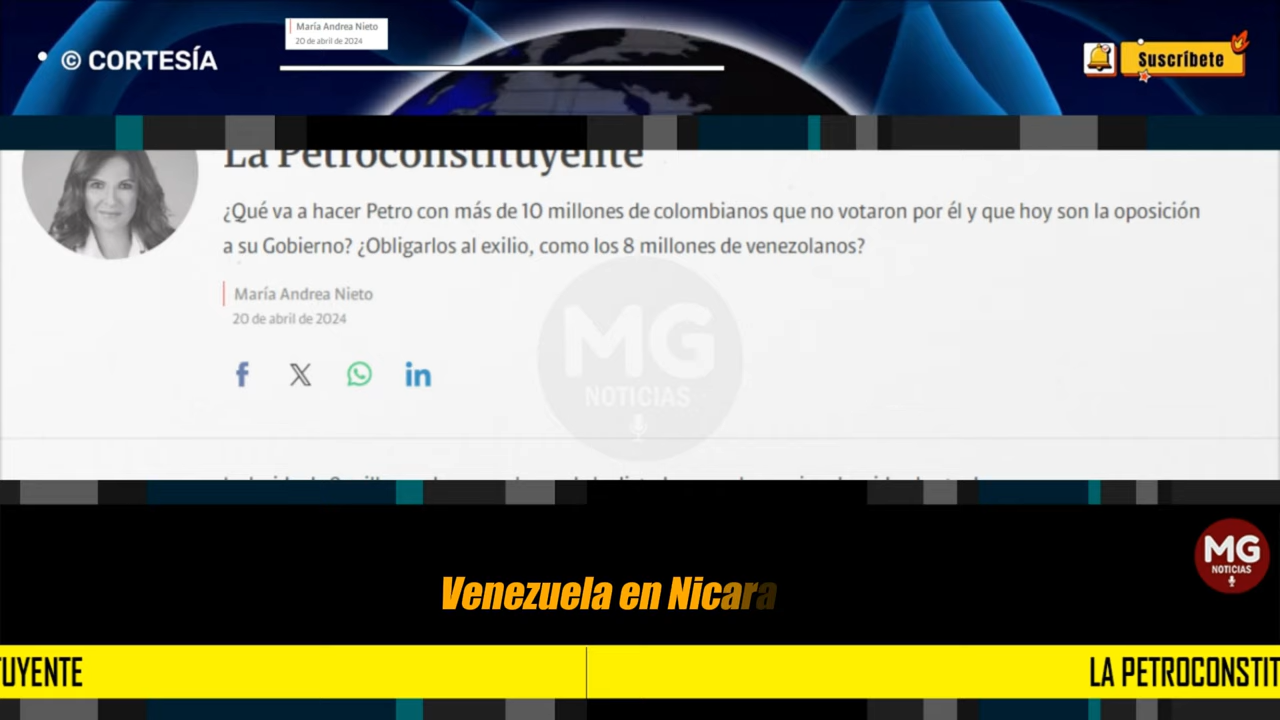 María Andrea Nieto
20 de abril de 2024
© CORTESÍA
Suscríbete
La Petroconstituyente
¿Qué va a hacer Petro con más de 10 millones de colombianos que no votaron por él y que hoy son la oposición
a su Gobierno? ¿Obligarlos al exilio, como los 8 millones de venezolanos?
María Andrea Nieto
20 de abril de 2024
MG
NOTICIAS
MG
NOTICIAS
Venezuela en Nicara
TUYENTE
LA PETROCONSTIT